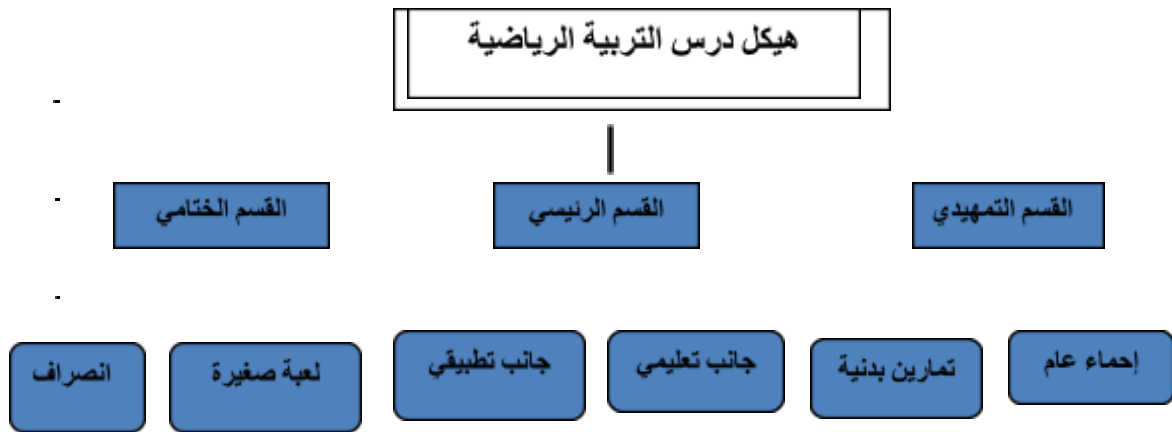 هيكل درس التربية الرياضية
القسم التمهيدي
القسم الرئيسي
القسم الختامي
إحماء عام
تمارين بدنية
جانب تعليمي
جانب تطبيقي
لعبة صغيرة
انصراف